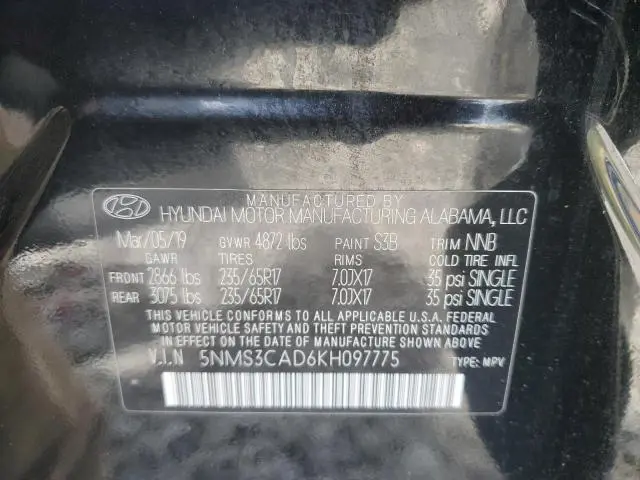 MANUFACTURED BY
HYUNDAI MOTOR MANUFACTURING ALABAMA, LLC
Mar/05/19 GVWR 4872 lbs PAINT S3B TRIM NNB
GAWR TIRES RIMS COLD TIRE INFL
FRONT 2866 lbs 235/65R17 7.0JX17 35 psi SINGLE
REAR 3075 lbs 235/65R17 7.0JX17 35 psi SINGLE
THIS VEHICLE CONFORMS TO ALL APPLICABLE U.S.A. FEDERAL
MOTOR VEHICLE SAFETY, BUMPER, AND THEFT PREVENTION STANDARDS
IN EFFECT ON THE DATE OF MANUFACTURE SHOWN ABOVE.
V.I.N 5NMS3CAD6KH097775 TYPE: MPV